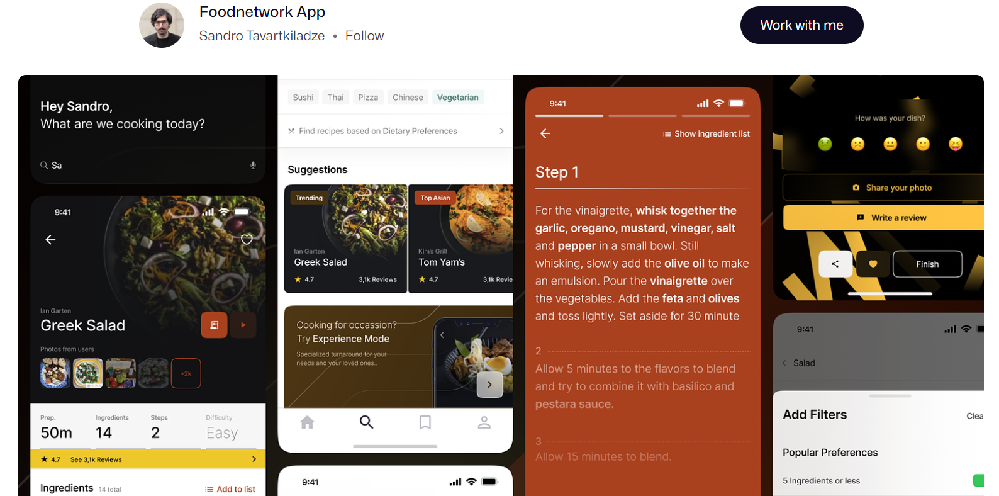 Foodnetwork App
Sandro Tavartkiladze • Follow
Work with me
Hey Sandro,
What are we cooking today?
Sa
9:41
Ian Garten
Greek Salad
Photos from users
+2k
Prep. Ingredients Steps Difficulty
50m 14 2 Easy
4.7 See 3,1k Reviews
Ingredients 14 total Add to list
Sushi Thai Pizza Chinese Vegetarian
Find recipes based on Dietary Preferences
Suggestions
Trending
Ian Garten
Greek Salad
4.7 3,1k Reviews
Top Asian
Kim's Grill
Tom Yam's
4.7 3,1k Revie
Cooking for occassion?
Try Experience Mode
Specialized turnaround for your
needs and your loved ones..
9:41
9:41
Show ingredient list
Step 1
For the vinaigrette, whisk together the
garlic, oregano, mustard, vinegar, salt
and pepper in a small bowl. Still
whisking, slowly add the olive oil to make
an emulsion. Pour the vinaigrette over
the vegetables. Add the feta and olives
and toss lightly. Set aside for 30 minute
2
Allow 5 minutes to the flavors to blend
and try to combine it with basilico and
pestara sauce.
3
Allow 15 minutes to blend.
How was your dish?
Share your photo
Write a review
Finish
9:41
Salad
Add Filters Clea
Popular Preferences
5 Ingredients or less